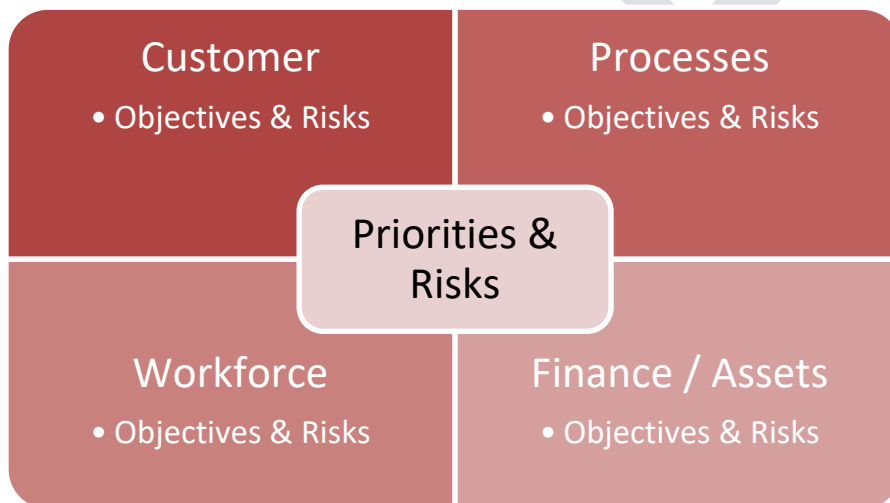 Customer
• Objectives & Risks
Processes
• Objectives & Risks
Priorities &
Risks
Workforce
• Objectives & Risks
Finance / Assets
• Objectives & Risks